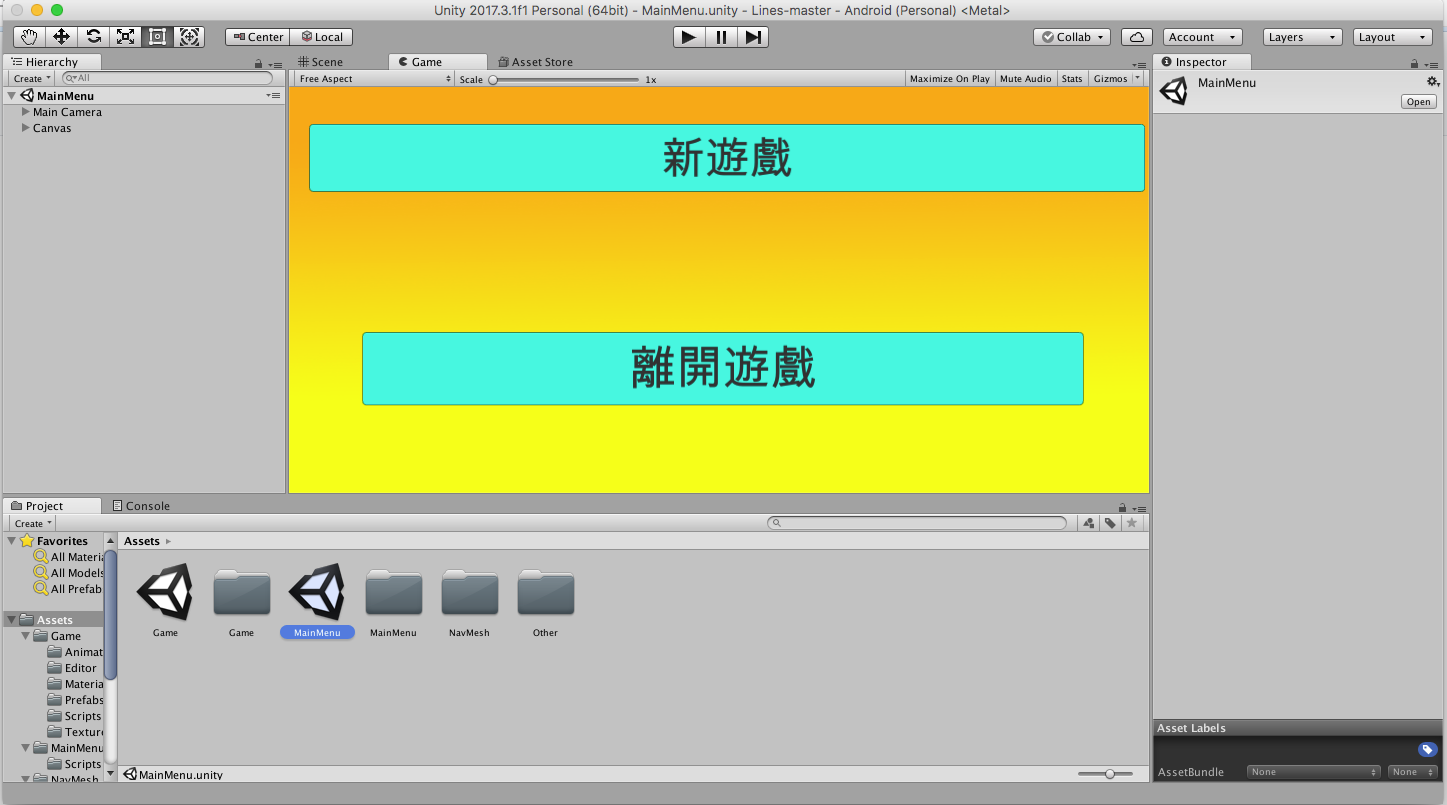 Unity 2017.3.1f1 Personal (64bit) - MainMenu.unity - Lines-master - Android (Personal) <Metal>
Center Local Collab Account Layers Layout
Hierarchy
Create All
MainMenu
Main Camera
Canvas
Scene Game Asset Store
Free Aspect Scale 1x Maximize On Play Mute Audio Stats Gizmos
新遊戲
離開遊戲
Inspector
MainMenu
Open
Project Console
Create
Favorites
All Materia
All Models
All Prefab
Assets
Game
Animat
Editor
Materia
Prefabs
Scripts
Texture
MainMenu
Scripts
NavMesh
Assets
Game Game MainMenu MainMenu NavMesh Other
MainMenu.unity
Asset Labels
AssetBundle None None